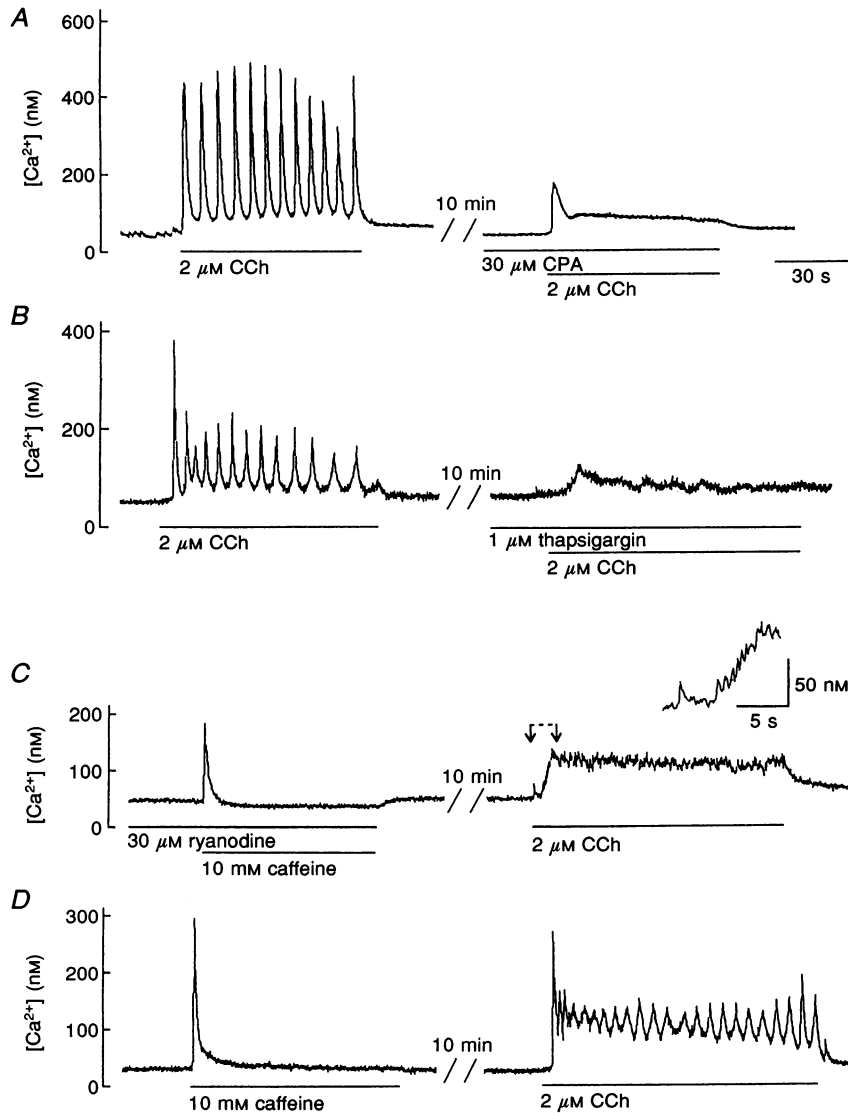 A
[Ca²⁺] (nM)
600
400
200
0
10 min
2 μM CCh
30 μM CPA
2 μM CCh
30 s
B
[Ca²⁺] (nM)
400
200
0
10 min
2 μM CCh
1 μM thapsigargin
2 μM CCh
C
[Ca²⁺] (nM)
200
100
0
50 nM
5 s
10 min
30 μM ryanodine
10 mM caffeine
2 μM CCh
D
[Ca²⁺] (nM)
300
200
100
0
10 min
10 mM caffeine
2 μM CCh